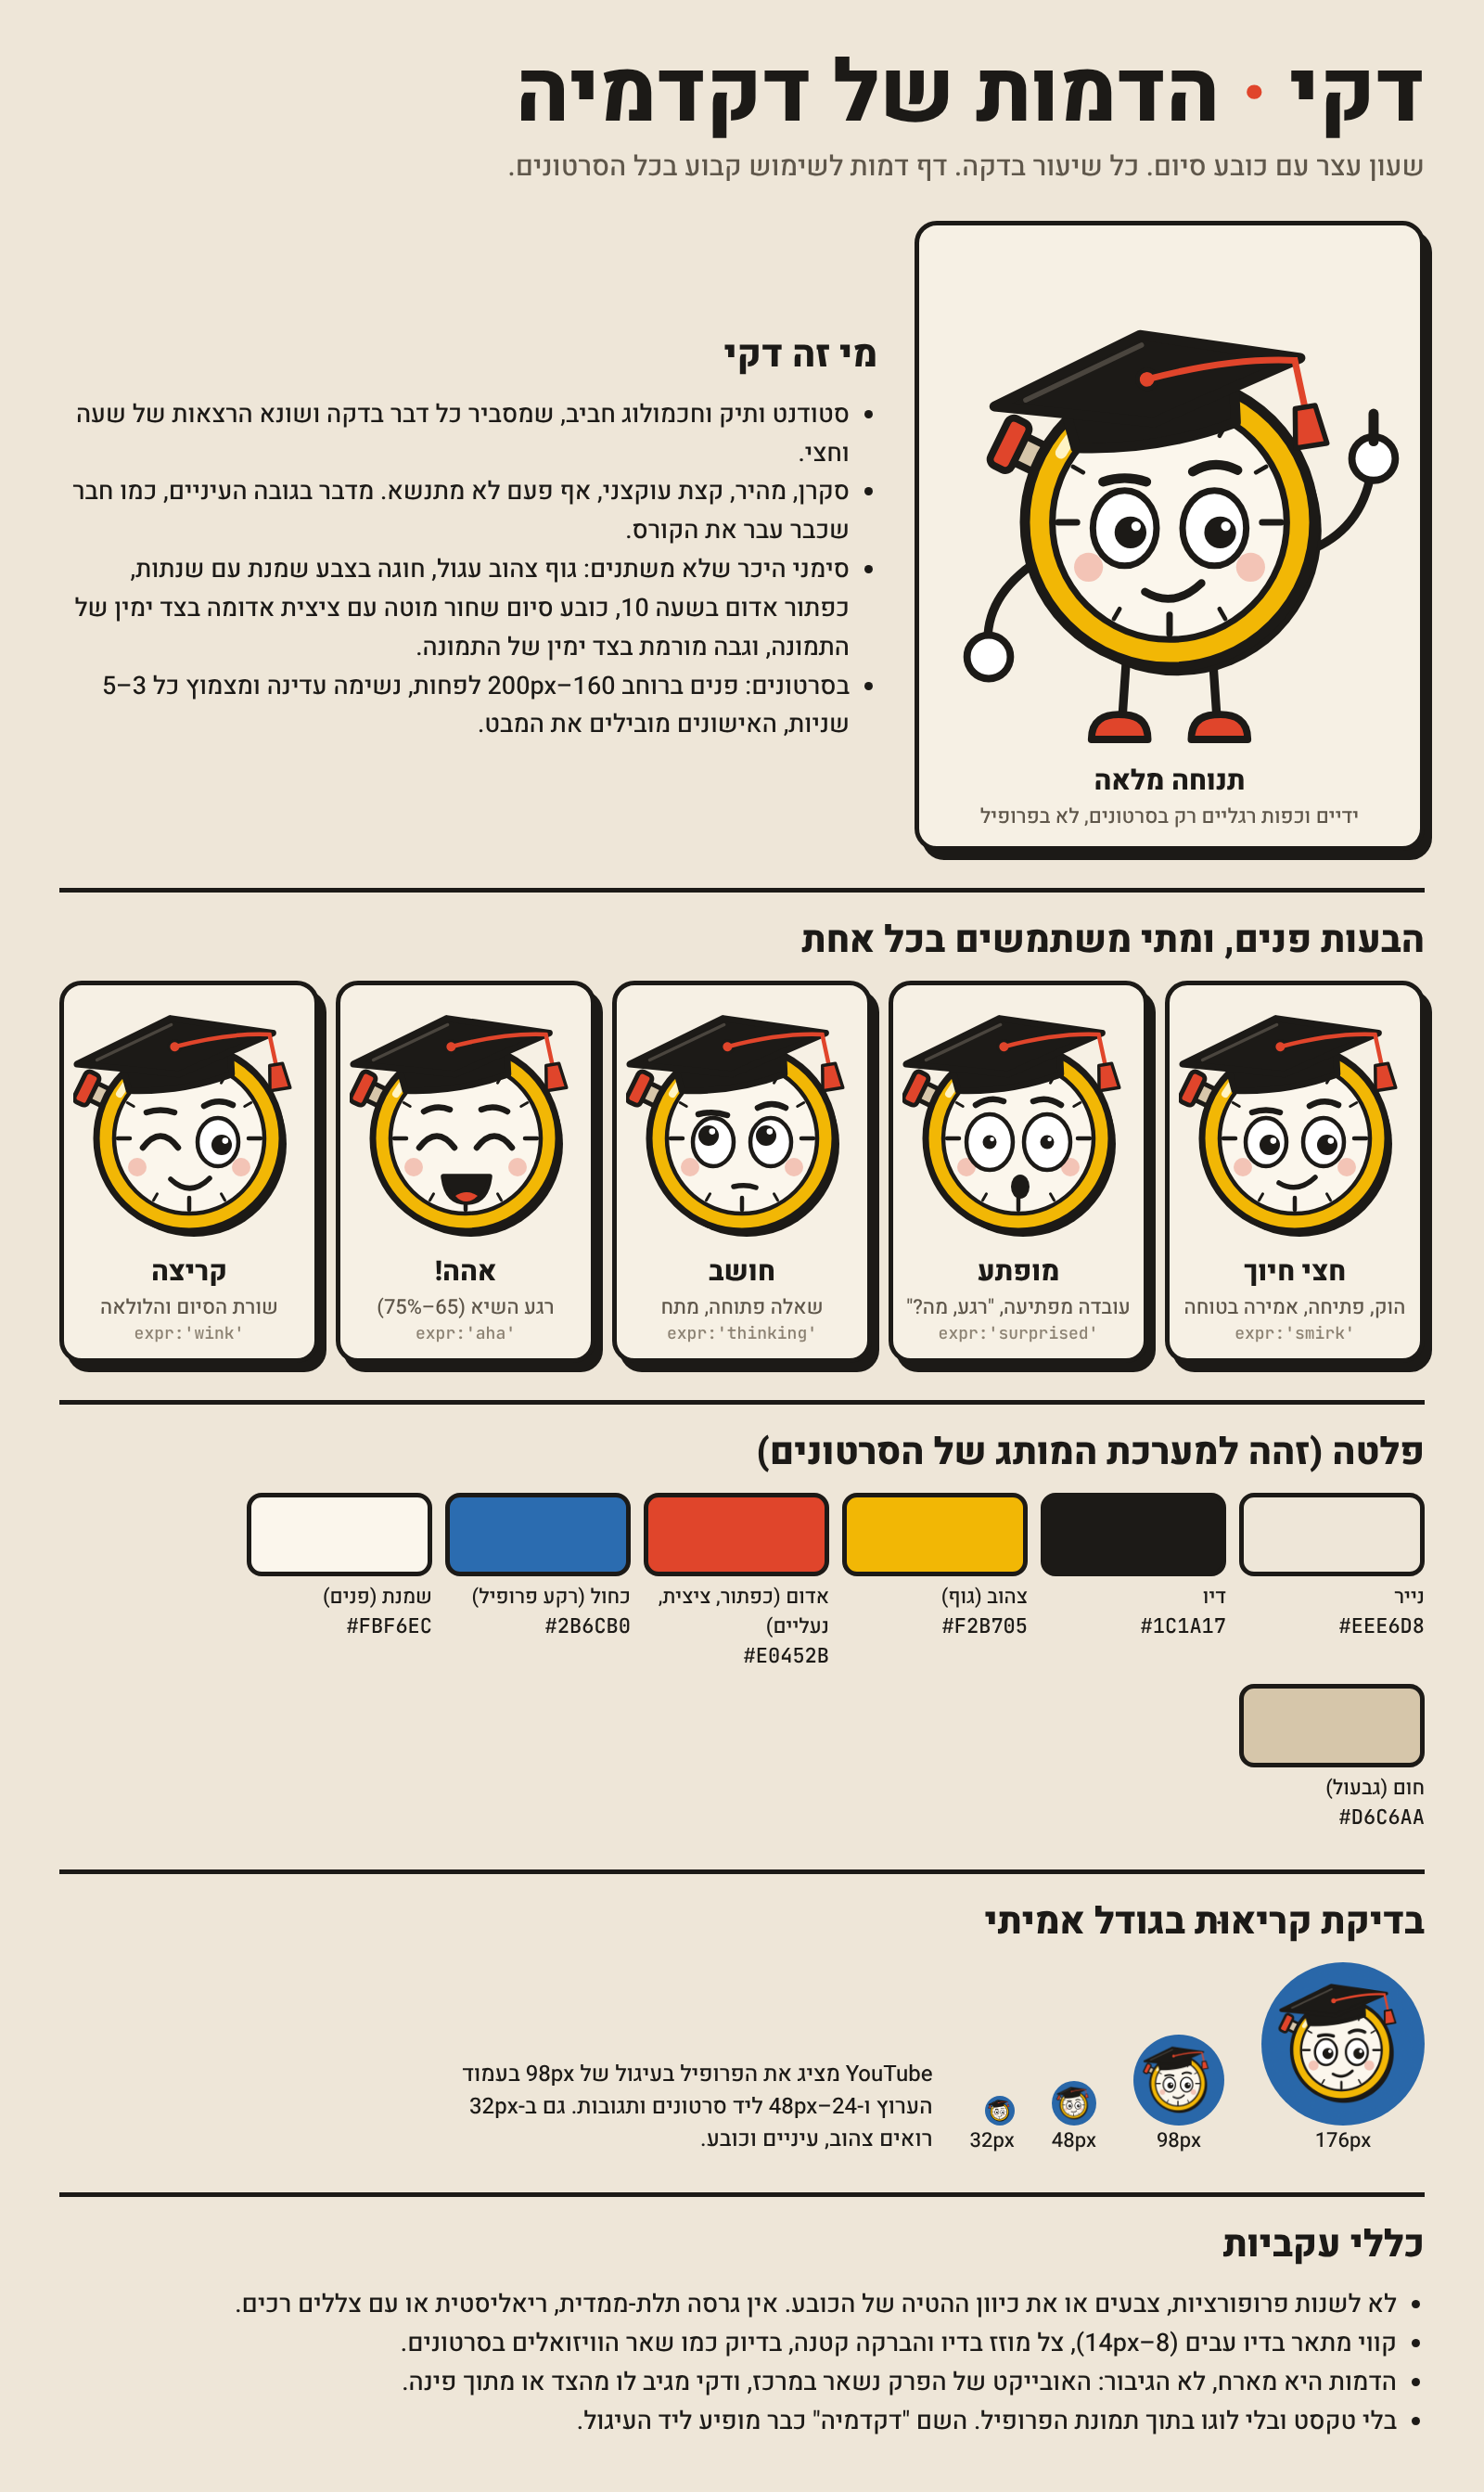 דקי • הדמות של דקדמיה
שעון עצר עם כובע סיום. כל שיעור בדקה. דף דמות לשימוש קבוע בכל הסרטונים.
תנוחה מלאה
ידיים וכפות רגליים רק בסרטונים, לא בפרופיל
מי זה דקי
• סטודנט ותיק וחכמולוג חביב, שמסביר כל דבר בדקה ושונא הרצאות של שעה
וחצי.
• סקרן, מהיר, קצת עוקצני, אף פעם לא מתנשא. מדבר בגובה העיניים, כמו חבר
שכבר עבר את הקורס.
• סימני היכר שלא משתנים: גוף צהוב עגול, חוגה בצבע שמנת עם שנתות,
כפתור אדום בשעה 10, כובע סיום שחור מוטה עם ציצית אדומה בצד ימין של
התמונה, וגבה מורמת בצד ימין של התמונה.
• בסרטונים: פנים ברוחב 160–200px לפחות, נשימה עדינה ומצמוץ כל 3–5
שניות, האישונים מובילים את המבט.
הבעות פנים, ומתי משתמשים בכל אחת
חצי חיוך
הוק, פתיחה, אמירה בטוחה
expr:'smirk'
מופתע
עובדה מפתיעה, "רגע, מה?"
expr:'surprised'
חושב
שאלה פתוחה, מתח
expr:'thinking'
אהה!
רגע השיא (65–75%)
expr:'aha'
קריצה
שורת הסיום והלולאה
expr:'wink'
פלטה (זהה למערכת המותג של הסרטונים)
נייר
#EEE6D8
דיו
#1C1A17
צהוב (גוף)
#F2B705
אדום (כפתור, ציצית,
נעליים)
#E0452B
כחול (רקע פרופיל)
#2B6CB0
שמנת (פנים)
#FBF6EC
חום (גבעול)
#D6C6AA
בדיקת קריאוּת בגודל אמיתי
176px
98px
48px
32px
YouTube מציג את הפרופיל בעיגול של 98px בעמוד
הערוץ ו-24–48px ליד סרטונים ותגובות. גם ב-32px
רואים צהוב, עיניים וכובע.
כללי עקביות
• לא לשנות פרופורציות, צבעים או את כיוון ההטיה של הכובע. אין גרסה תלת-ממדית, ריאליסטית או עם צללים רכים.
• קווי מתאר בדיו עבים (8–14px), צל מוזז בדיו והברקה קטנה, בדיוק כמו שאר הוויזואלים בסרטונים.
• הדמות היא מארח, לא הגיבור: האובייקט של הפרק נשאר במרכז, ודקי מגיב לו מהצד או מתוך פינה.
• בלי טקסט ובלי לוגו בתוך תמונת הפרופיל. השם "דקדמיה" כבר מופיע ליד העיגול.